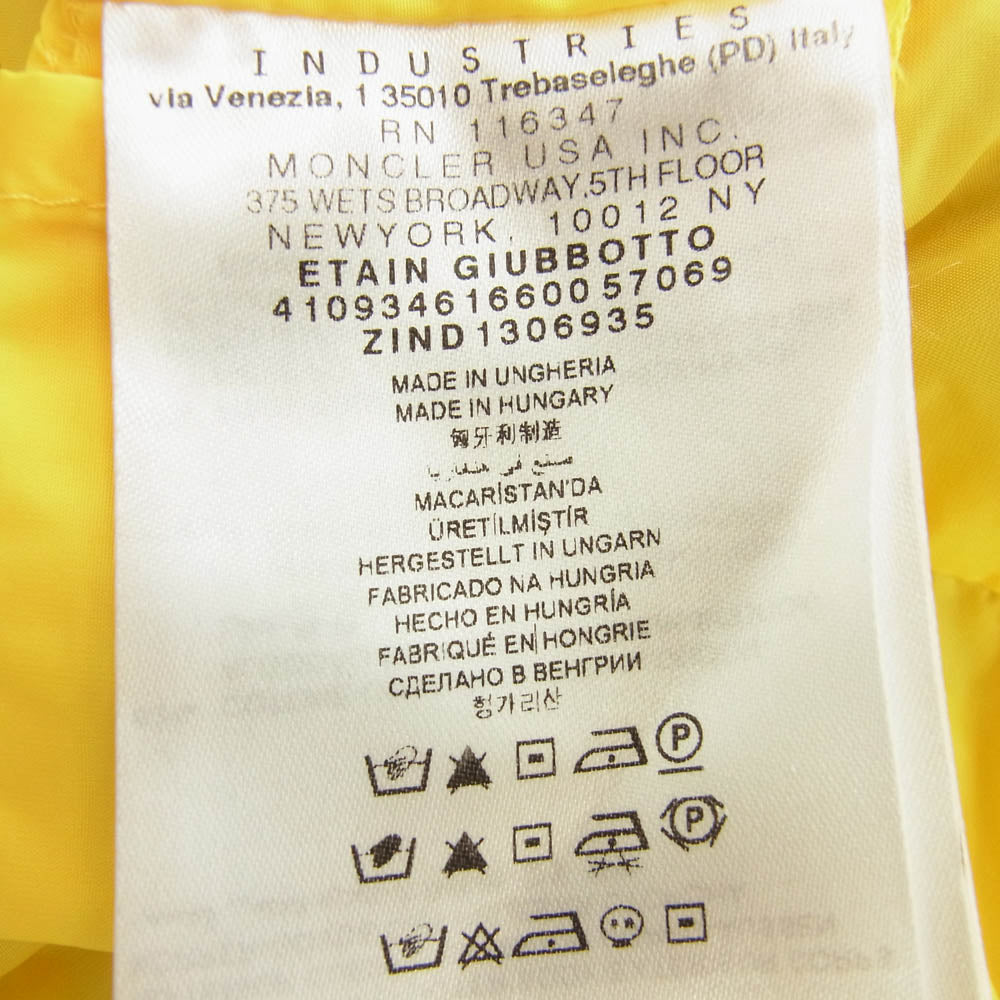 INDUSTRIES
via Venezia, 1 35010 Trebaseleghe (PD) Italy
RN 116347
MONCLER USA INC.
375 WETS BROADWAY.5TH FLOOR
NEWYORK, 10012 NY
ETAIN GIUBBOTTO
410934616600 57069
ZIND1306935
MADE IN UNGHERIA
MADE IN HUNGARY
匈牙利制造
صنع في هنغاريا
MACARİSTAN'DA
ÜRETİLMİŞTİR
HERGESTELLT IN UNGARN
FABRICADO NA HUNGRIA
HECHO EN HUNGRÍA
FABRIQUÉ EN HONGRIE
СДЕЛАНО В ВЕНГРИИ
헝가리산
P
P